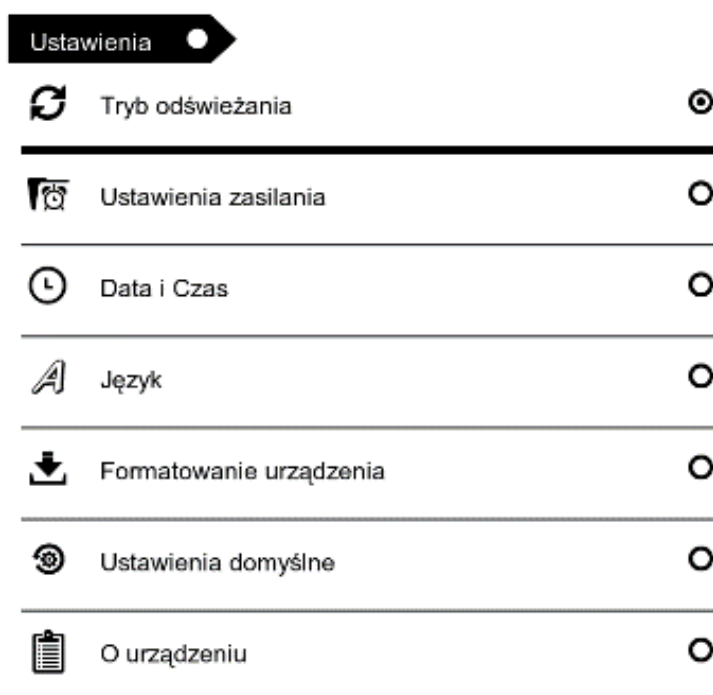 Ustawienia
Tryb odświeżania
Ustawienia zasilania
Data i Czas
Język
Formatowanie urządzenia
Ustawienia domyślne
O urządzeniu